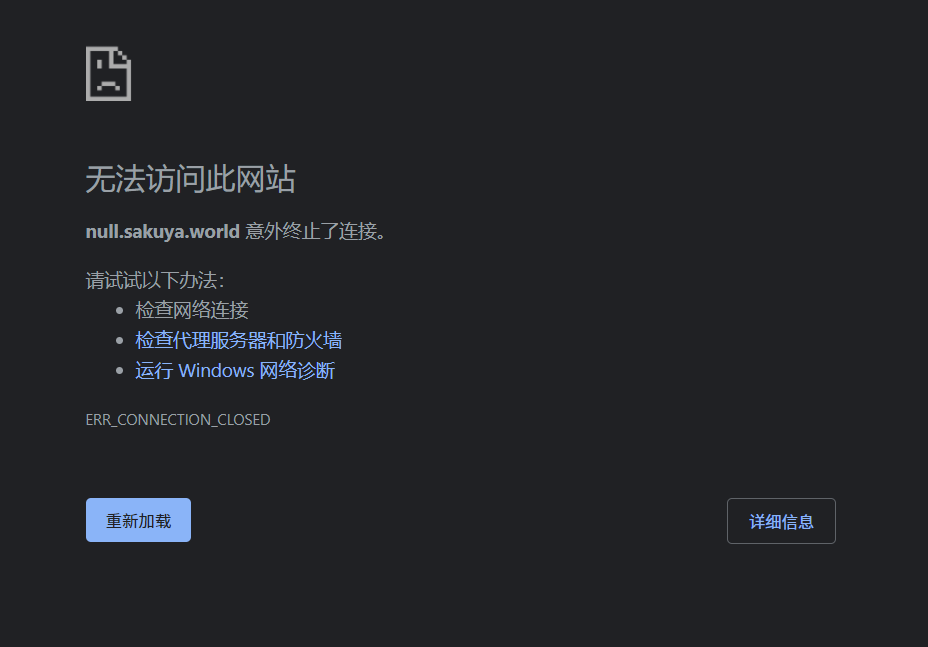 无法访问此网站
null.sakuya.world 意外终止了连接。
请试试以下办法：
检查网络连接
检查代理服务器和防火墙
运行 Windows 网络诊断
ERR_CONNECTION_CLOSED
重新加载
详细信息